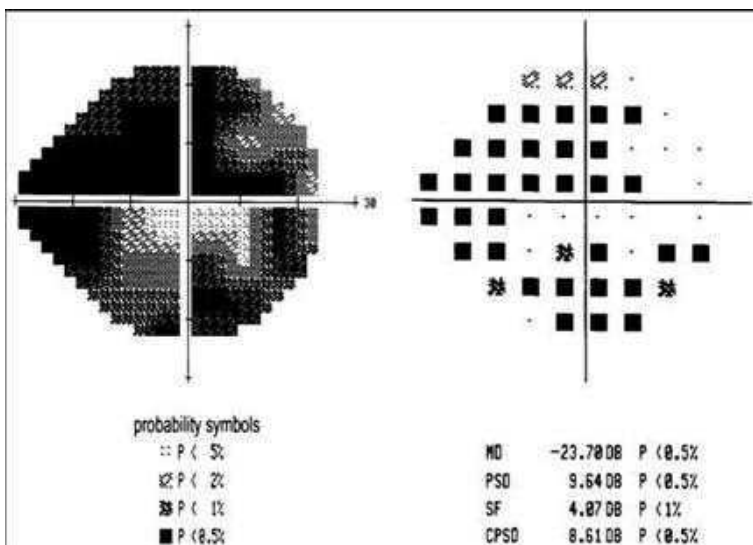 30
probability symbols
P < 5%
P < 2%
P < 1%
P <0.5%
MD -23.70DB P <0.5%
PSD 9.64DB P <0.5%
SF 4.07DB P <1%
CPSD 8.61DB P <0.5%